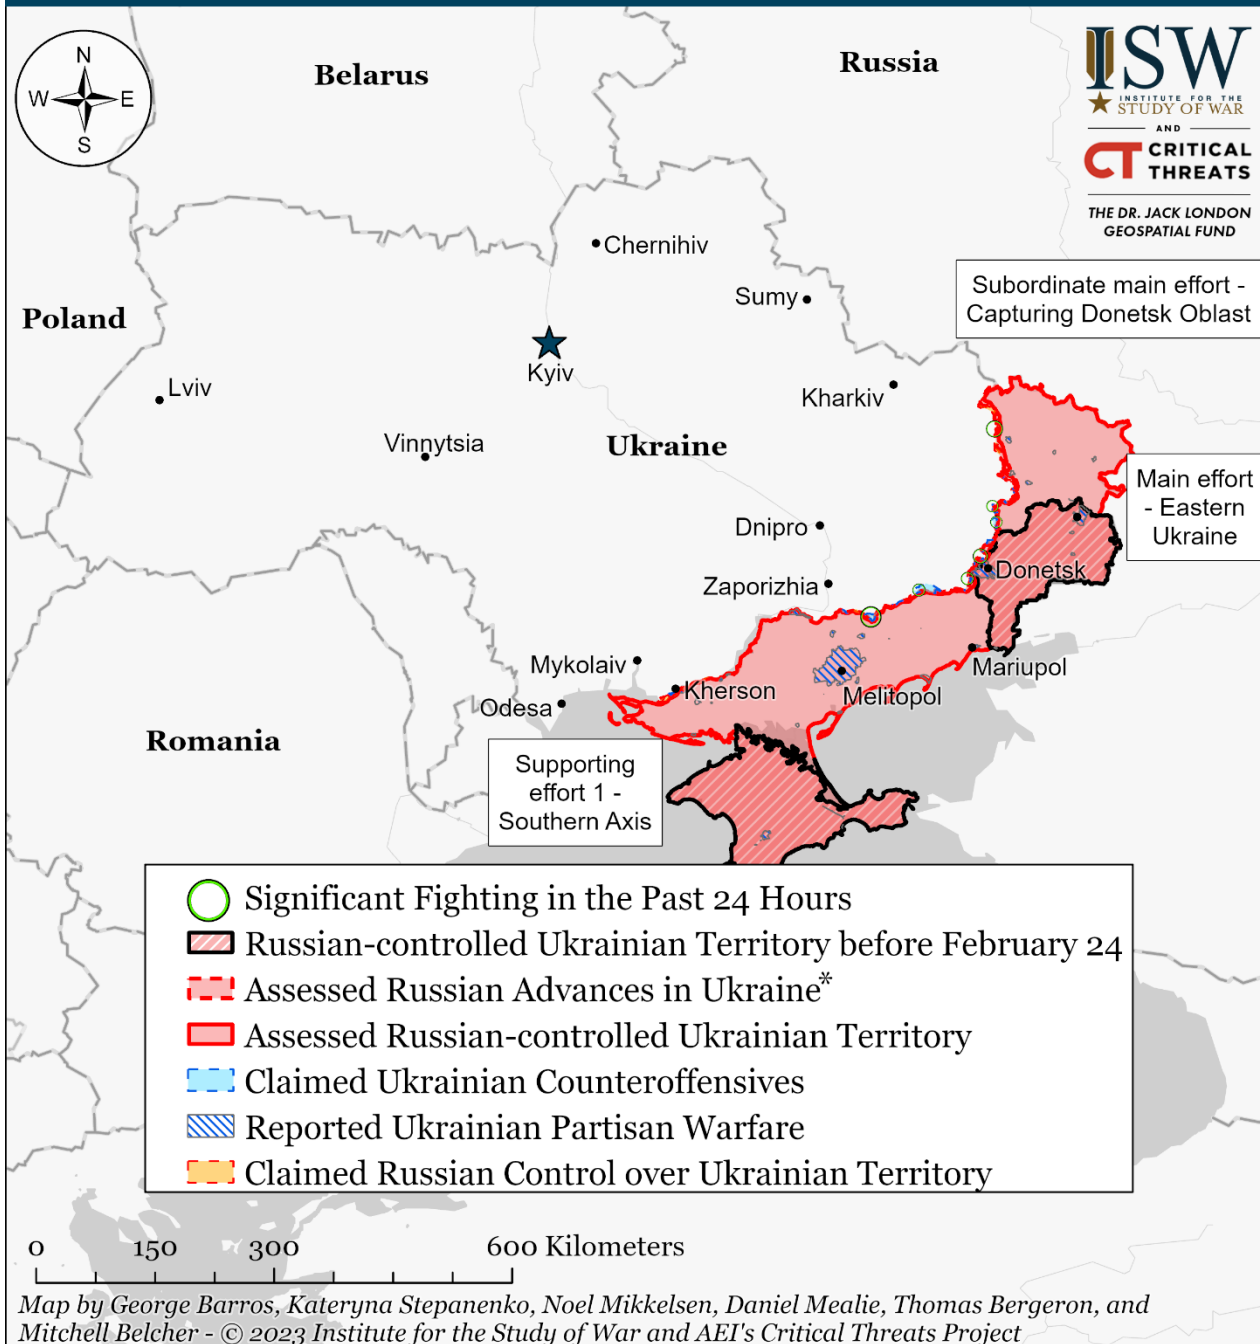 N
W
E
S
Belarus
Russia
ISW
INSTITUTE FOR THE
STUDY OF WAR
AND
CT CRITICAL
THREATS
THE DR. JACK LONDON
GEOSPATIAL FUND
Chernihiv
Subordinate main effort -
Capturing Donetsk Oblast
Sumy
Poland
Kyiv
Lviv
Kharkiv
Vinnytsia
Ukraine
Main effort
- Eastern
Ukraine
Dnipro
Donetsk
Zaporizhia
Mykolaiv
Mariupol
Kherson
Melitopol
Odesa
Romania
Supporting
effort 1 -
Southern Axis
Significant Fighting in the Past 24 Hours
Russian-controlled Ukrainian Territory before February 24
Assessed Russian Advances in Ukraine*
Assessed Russian-controlled Ukrainian Territory
Claimed Ukrainian Counteroffensives
Reported Ukrainian Partisan Warfare
Claimed Russian Control over Ukrainian Territory
0 150 300 600 Kilometers
Map by George Barros, Kateryna Stepanenko, Noel Mikkelsen, Daniel Mealie, Thomas Bergeron, and
Mitchell Belcher - © 2023 Institute for the Study of War and AEI's Critical Threats Project